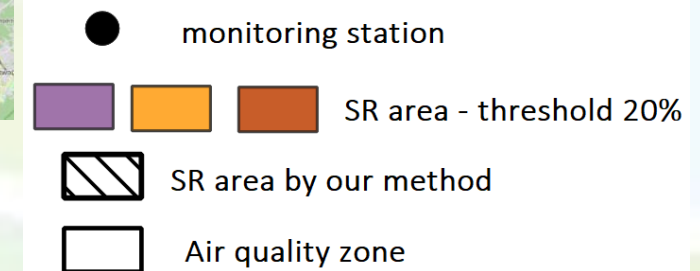 monitoring station
SR area - threshold 20%
SR area by our method
Air quality zone